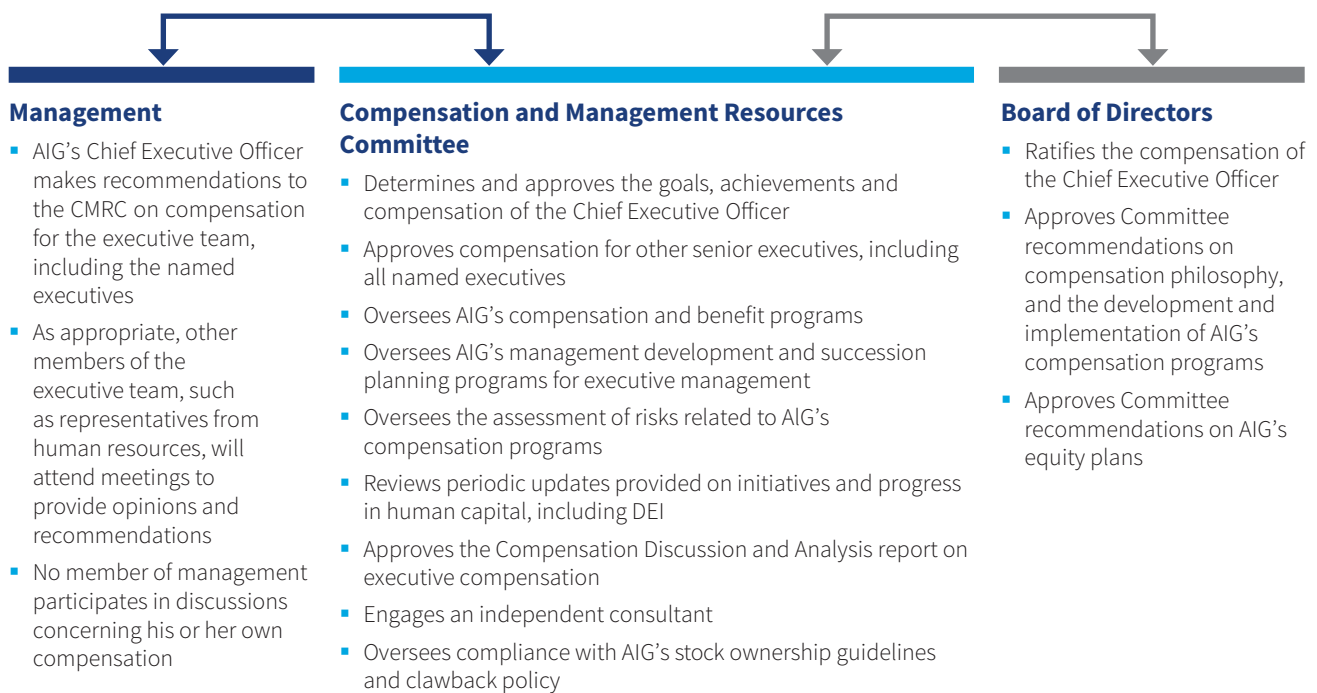 Management
▪ AIG’s Chief Executive Officer
makes recommendations to
the CMRC on compensation
for the executive team,
including the named
executives
▪ As appropriate, other
members of the
executive team, such
as representatives from
human resources, will
attend meetings to
provide opinions and
recommendations
▪ No member of management
participates in discussions
concerning his or her own
compensation
Compensation and Management Resources
Committee
▪ Determines and approves the goals, achievements and
compensation of the Chief Executive Officer
▪ Approves compensation for other senior executives, including
all named executives
▪ Oversees AIG’s compensation and benefit programs
▪ Oversees AIG’s management development and succession
planning programs for executive management
▪ Oversees the assessment of risks related to AIG’s
compensation programs
▪ Reviews periodic updates provided on initiatives and progress
in human capital, including DEI
▪ Approves the Compensation Discussion and Analysis report on
executive compensation
▪ Engages an independent consultant
▪ Oversees compliance with AIG’s stock ownership guidelines
and clawback policy
Board of Directors
▪ Ratifies the compensation of
the Chief Executive Officer
▪ Approves Committee
recommendations on
compensation philosophy,
and the development and
implementation of AIG’s
compensation programs
▪ Approves Committee
recommendations on AIG’s
equity plans